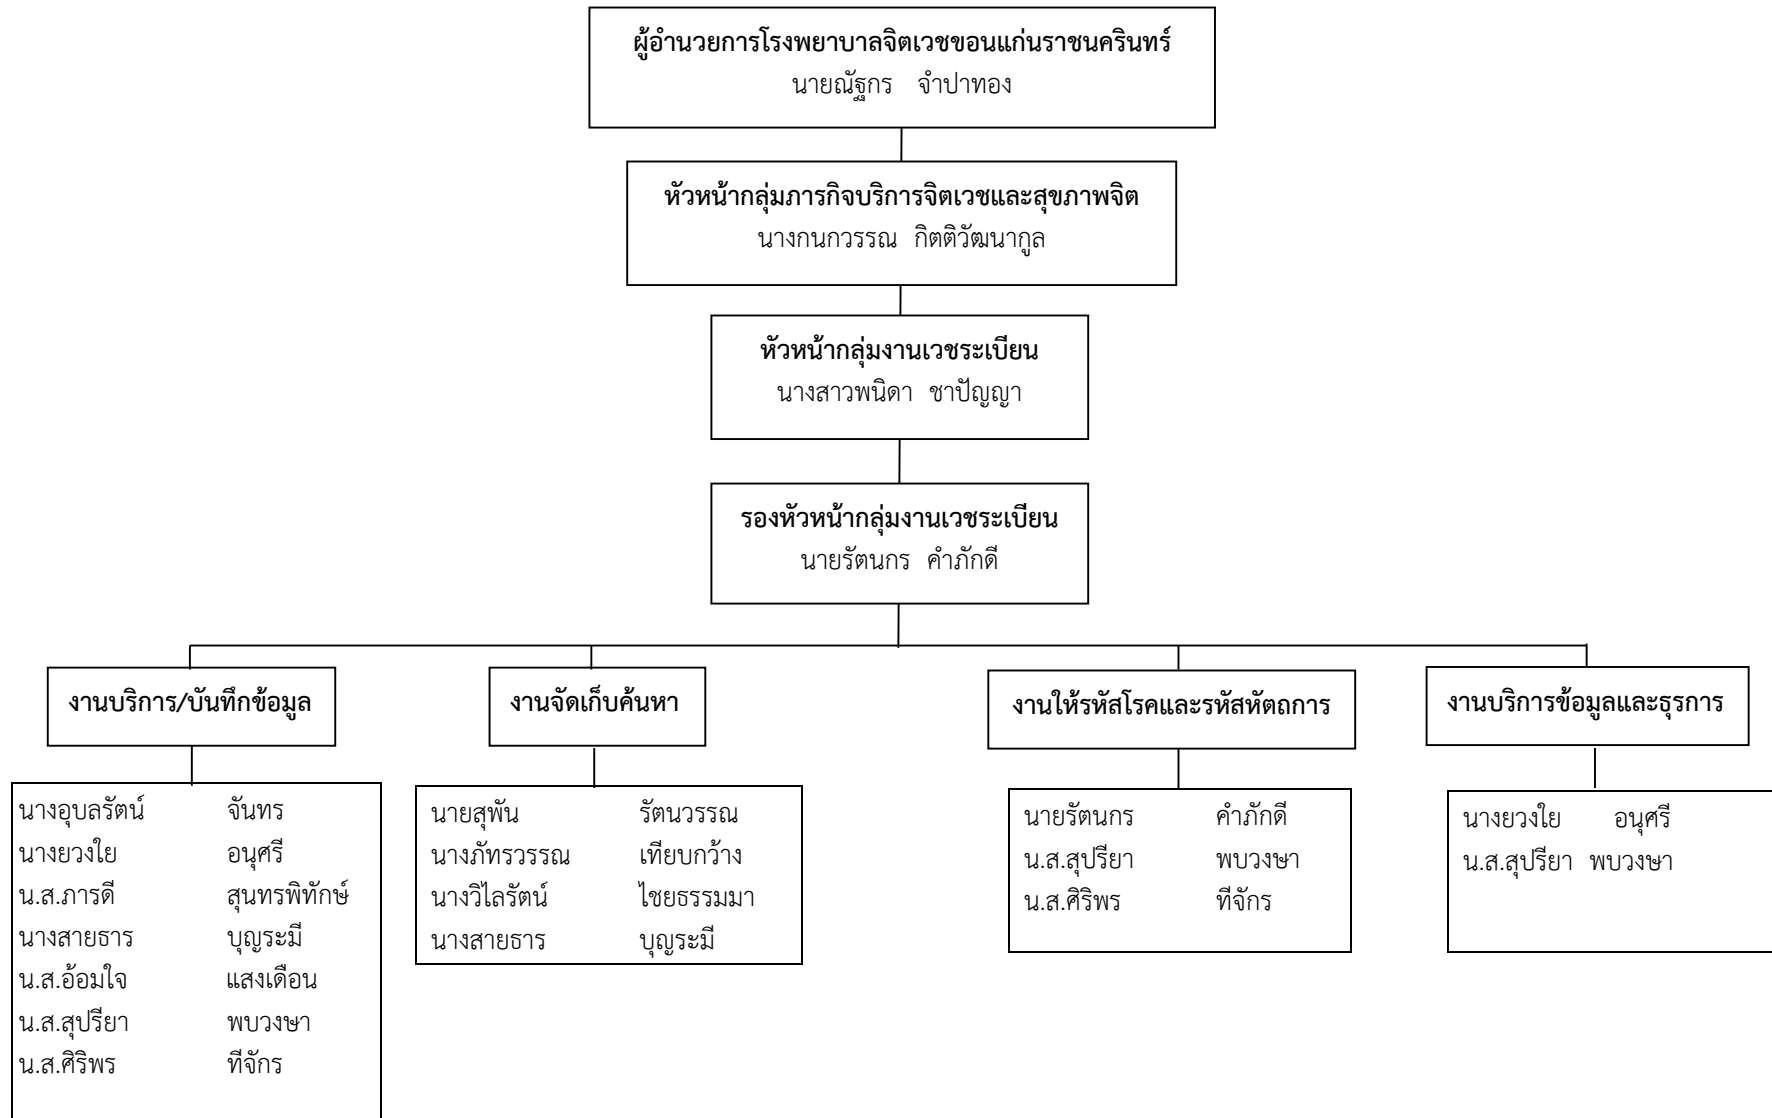 ผู้อำนวยการโรงพยาบาลจิตเวชขอนแก่นราชนครินทร์
นายณัฐกร จำปาทอง
หัวหน้ากลุ่มภารกิจบริการจิตเวชและสุขภาพจิต
นางกนกวรรณ กิตติวัฒนากูล
หัวหน้ากลุ่มงานเวชระเบียน
นางสาวพนิดา ชาปัญญา
รองหัวหน้ากลุ่มงานเวชระเบียน
นายรัตนกร คำภักดี
งานบริการ/บันทึกข้อมูล
นางอุบลรัตน์ จันทร
นางยวงใย อนุศรี
น.ส.ภารดี สุนทรพิทักษ์
นางสายธาร บุญระมี
น.ส.อ้อมใจ แสงเดือน
น.ส.สุปรียา พบวงษา
น.ส.ศิริพร ทีจักร
งานจัดเก็บค้นหา
นายสุพัน รัตนวรรณ
นางภัทรวรรณ เทียบกว้าง
นางวิไลรัตน์ ไชยธรรมมา
นางสายธาร บุญระมี
งานให้รหัสโรคและรหัสหัตถการ
นายรัตนกร คำภักดี
น.ส.สุปรียา พบวงษา
น.ส.ศิริพร ทีจักร
งานบริการข้อมูลและธุรการ
นางยวงใย อนุศรี
น.ส.สุปรียา พบวงษา